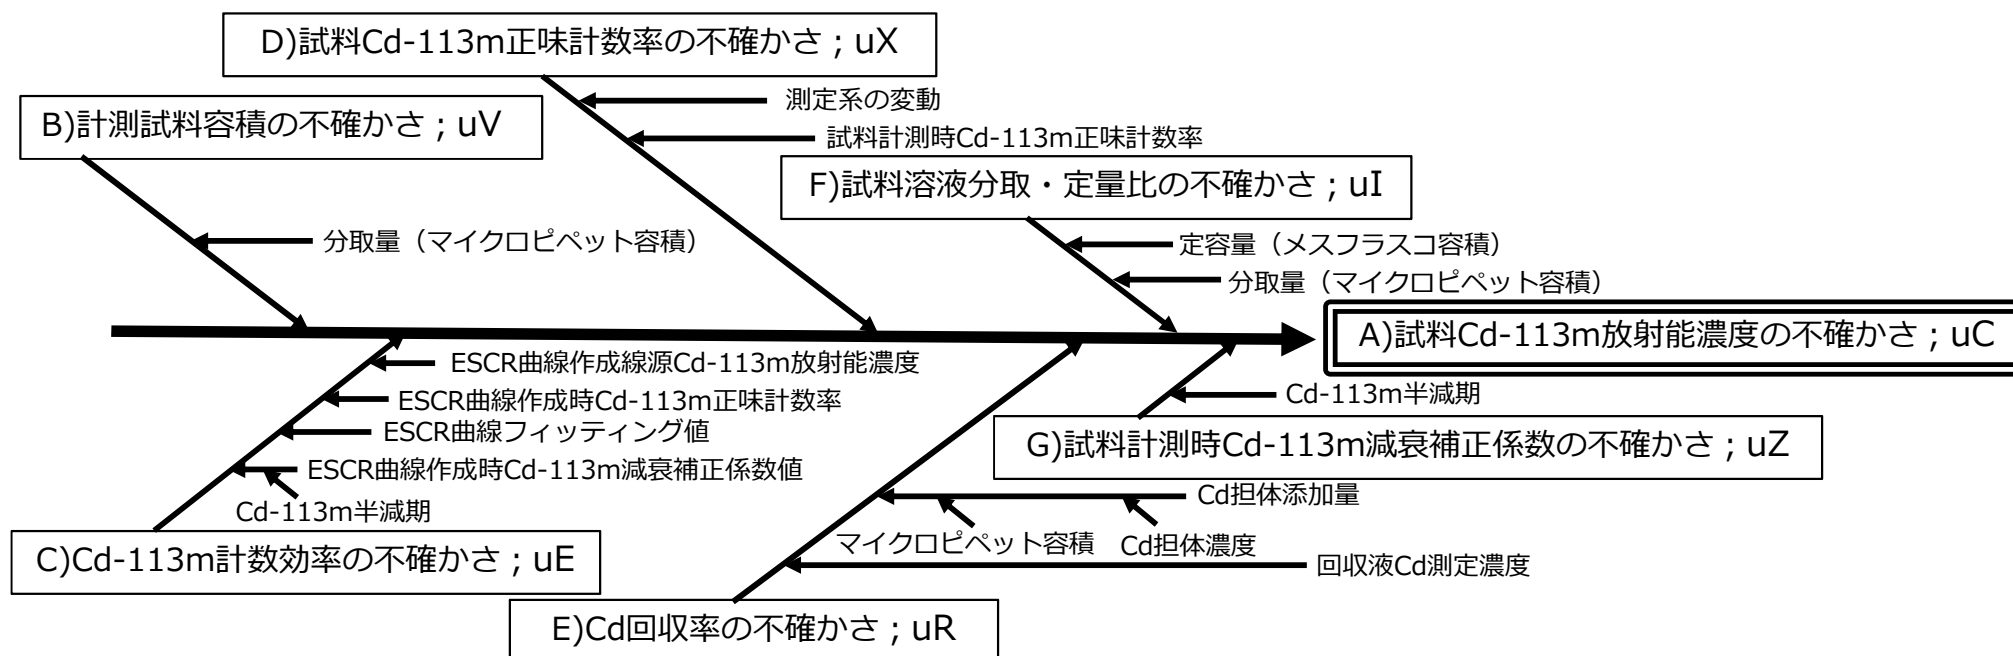 D)試料Cd-113m正味計数率の不確かさ；uX
測定系の変動
B)計測試料容積の不確かさ；uV
試料計測時Cd-113m正味計数率
F)試料溶液分取・定量比の不確かさ；uI
分取量（マイクロピペット容積）
定容量（メスフラスコ容積）
分取量（マイクロピペット容積）
A)試料Cd-113m放射能濃度の不確かさ；uC
ESCR曲線作成線源Cd-113m放射能濃度
Cd-113m半減期
ESCR曲線作成時Cd-113m正味計数率
ESCR曲線フィッティング値
G)試料計測時Cd-113m減衰補正係数の不確かさ；uZ
ESCR曲線作成時Cd-113m減衰補正係数値
Cd担体添加量
Cd-113m半減期
マイクロピペット容積
Cd担体濃度
C)Cd-113m計数効率の不確かさ；uE
回収液Cd測定濃度
E)Cd回収率の不確かさ；uR